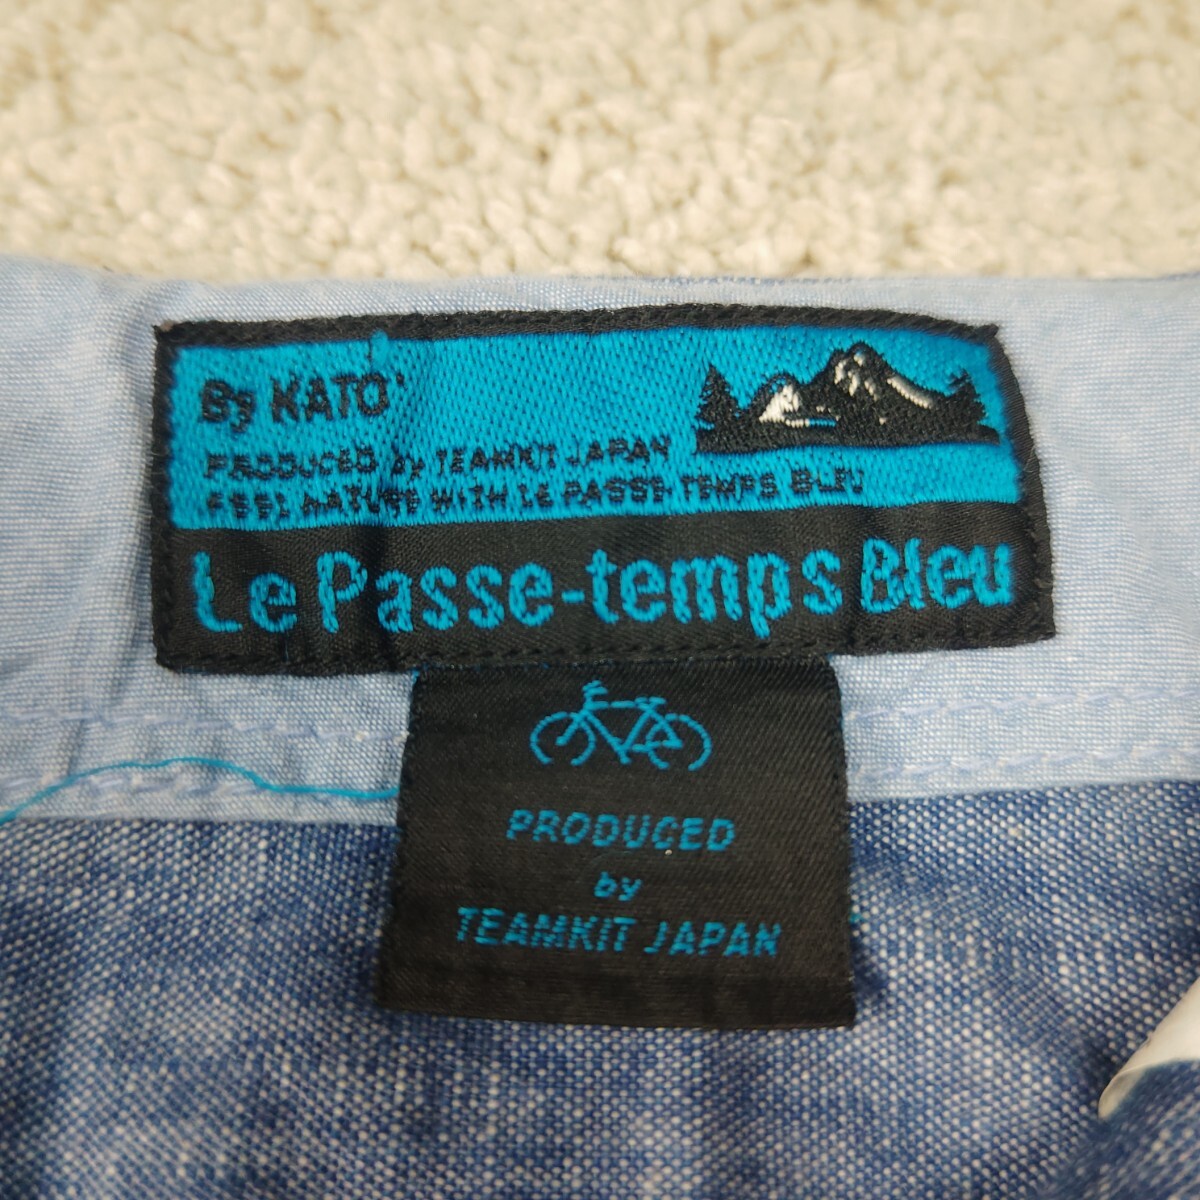 By KATO'
PRODUCED by TEAMKIT JAPAN
FEEL NATURE WITH LE PASSE-TEMPS BLEU
Le Passe-temps Bleu
PRODUCED
by
TEAMKIT JAPAN